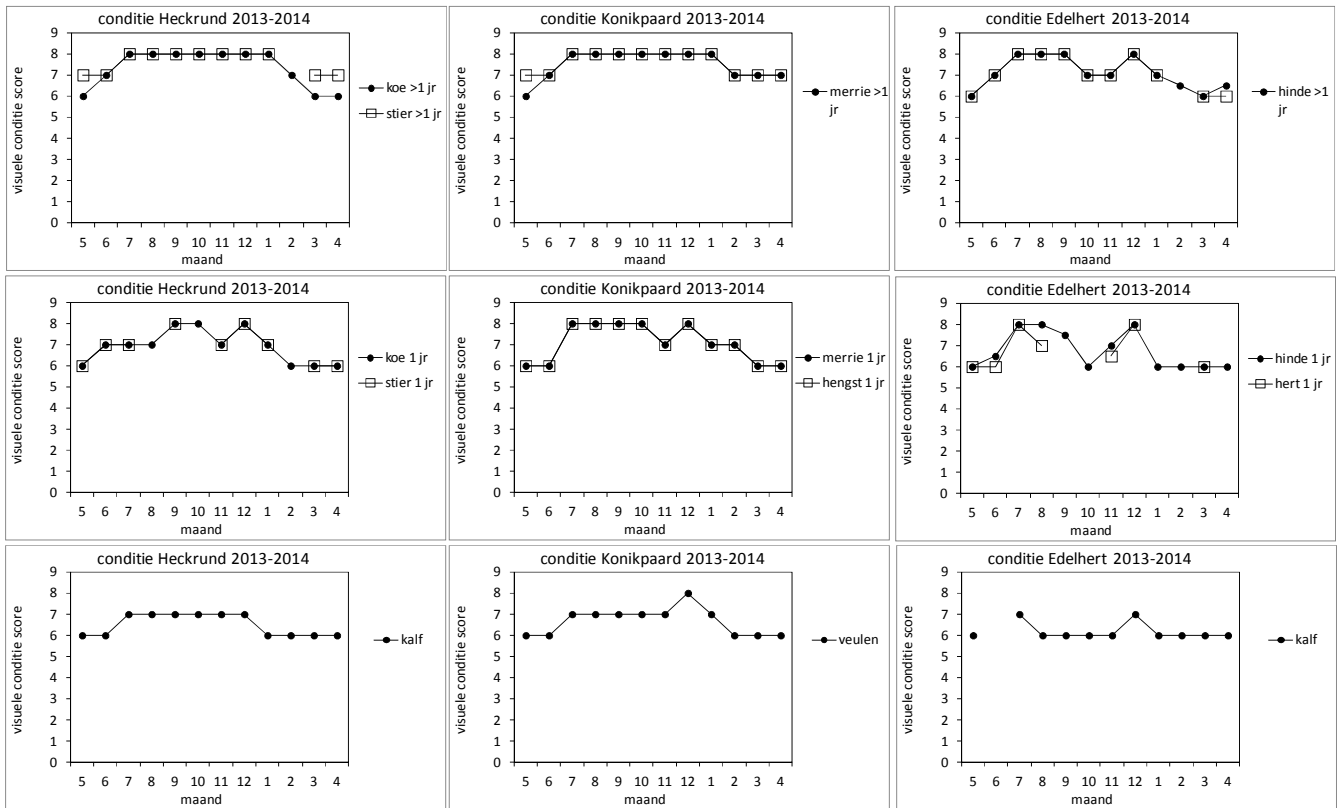 conditie Heckrund 2013-2014
visuele conditie score
9
8
7
6
5
4
3
2
1
0
5 6 7 8 9 10 11 12 1 2 3 4
maand
koe >1 jr
stier >1 jr
conditie Konikpaard 2013-2014
visuele conditie score
9
8
7
6
5
4
3
2
1
0
5 6 7 8 9 10 11 12 1 2 3 4
maand
merrie >1
jr
conditie Edelhert 2013-2014
visuele conditie score
9
8
7
6
5
4
3
2
1
0
5 6 7 8 9 10 11 12 1 2 3 4
maand
hinde >1
jr
conditie Heckrund 2013-2014
visuele conditie score
9
8
7
6
5
4
3
2
1
0
5 6 7 8 9 10 11 12 1 2 3 4
maand
koe 1 jr
stier 1 jr
conditie Konikpaard 2013-2014
visuele conditie score
9
8
7
6
5
4
3
2
1
0
5 6 7 8 9 10 11 12 1 2 3 4
maand
merrie 1 jr
hengst 1 jr
conditie Edelhert 2013-2014
visuele conditie score
9
8
7
6
5
4
3
2
1
0
5 6 7 8 9 10 11 12 1 2 3 4
maand
hinde 1 jr
hert 1 jr
conditie Heckrund 2013-2014
visuele conditie score
9
8
7
6
5
4
3
2
1
0
5 6 7 8 9 10 11 12 1 2 3 4
maand
kalf
conditie Konikpaard 2013-2014
visuele conditie score
9
8
7
6
5
4
3
2
1
0
5 6 7 8 9 10 11 12 1 2 3 4
maand
veulen
conditie Edelhert 2013-2014
visuele conditie score
9
8
7
6
5
4
3
2
1
0
5 6 7 8 9 10 11 12 1 2 3 4
maand
kalf